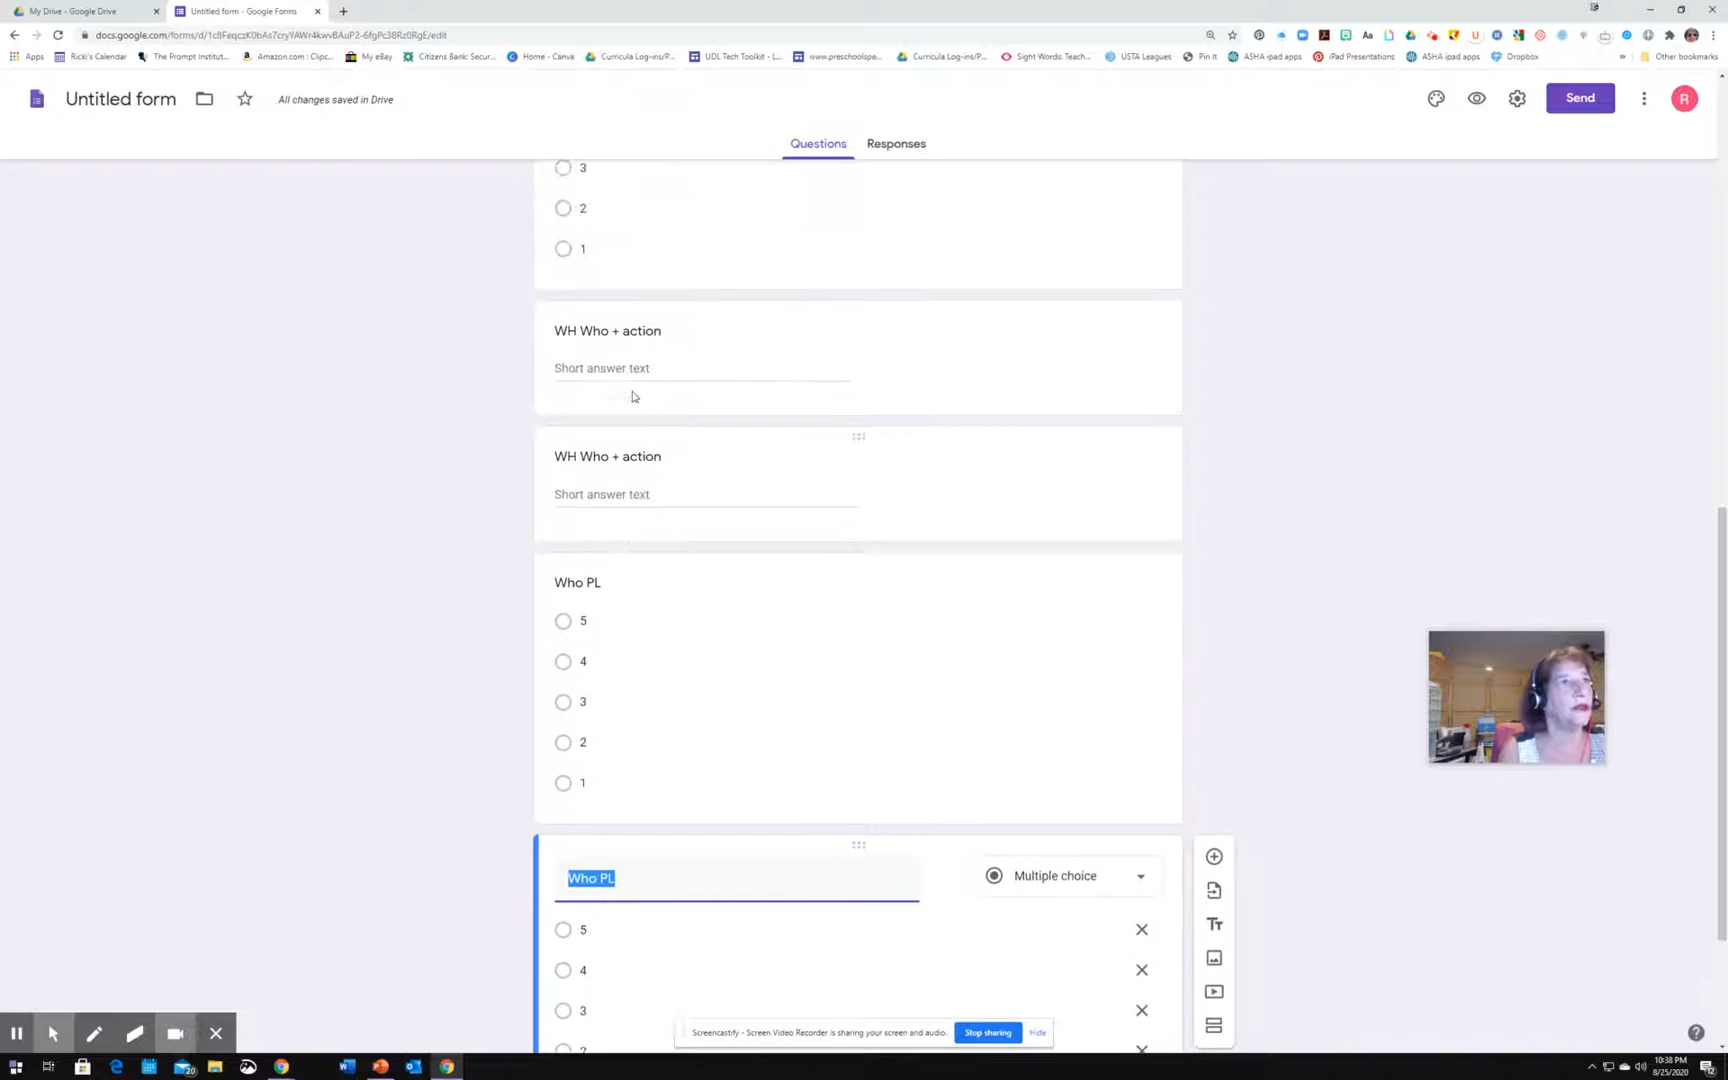 My Drive - Google Drive
Untitled form - Google Forms
docs.google.com/forms/d/1c8FeqczK0bAs7cryYAWr4kwvBAuP2-6fgPc38Rz0RgE/edit
Apps
Ricki's Calendar
The Prompt Institut...
Amazon.com : Clipc...
My eBay
Citizens Bank: Secur...
Home - Canva
Curricula Log-ins/P...
UDL Tech Toolkit - L...
www.preschoolspe...
Curricula Log-ins/P...
Sight Words: Teach...
USTA Leagues
Pin It
ASHA ipad apps
iPad Presentations
ASHA ipad apps
Dropbox
Other bookmarks
Untitled form
All changes saved in Drive
Send
R
Questions
Responses
3
2
1
WH Who + action
Short answer text
WH Who + action
Short answer text
Who PL
5
4
3
2
1
Who PL
Multiple choice
5
4
3
Screencastify - Screen Video Recorder is sharing your screen and audio.
Stop sharing
Hide
20
10:38 PM
8/25/2020
12